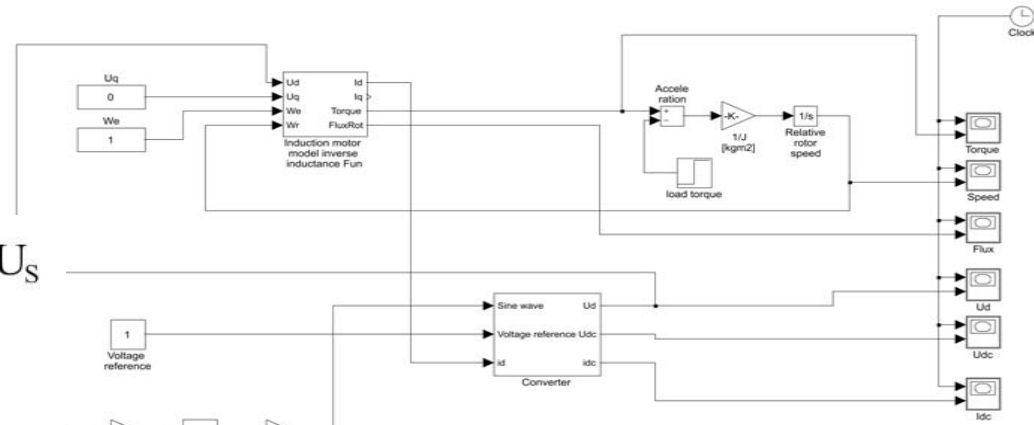 Clock
Uq
0
We
1
Ud
Uq
We
Wr
Id
Iq
Torque
FluxRot
Induction motor
model inverse
inductance Fun
Accele
ration
+
−
-K-
1/J
[kgm2]
1/s
Relative
rotor
speed
load torque
Torque
Speed
Flux
Ud
Udc
Idc
US
1
Voltage
reference
Sine wave Ud
Voltage reference Udc
id idc
Converter